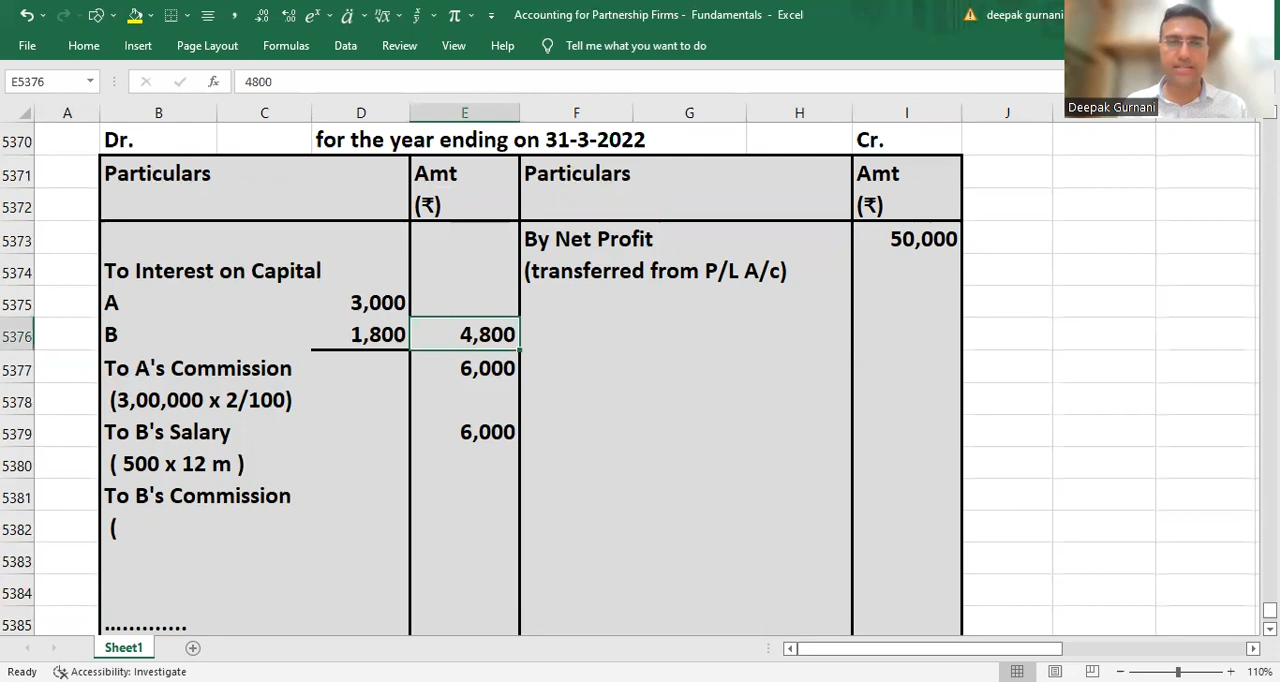 Accounting for Partnership Firms - Fundamentals - Excel
deepak gurnani
File Home Insert Page Layout Formulas Data Review View Help Tell me what you want to do
Deepak Gurnani
E5376 fx 4800
A B C D E F G H I J K L
5370 Dr. for the year ending on 31-3-2022 Cr.
5371 Particulars Amt Particulars Amt
5372 (₹) (₹)
5373 By Net Profit 50,000
5374 To Interest on Capital (transferred from P/L A/c)
5375 A 3,000
5376 B 1,800 4,800
5377 To A's Commission 6,000
5378 (3,00,000 x 2/100)
5379 To B's Salary 6,000
5380 ( 500 x 12 m )
5381 To B's Commission
5382 (
5383
5384
5385 .............
Sheet1
Ready Accessibility: Investigate 110%